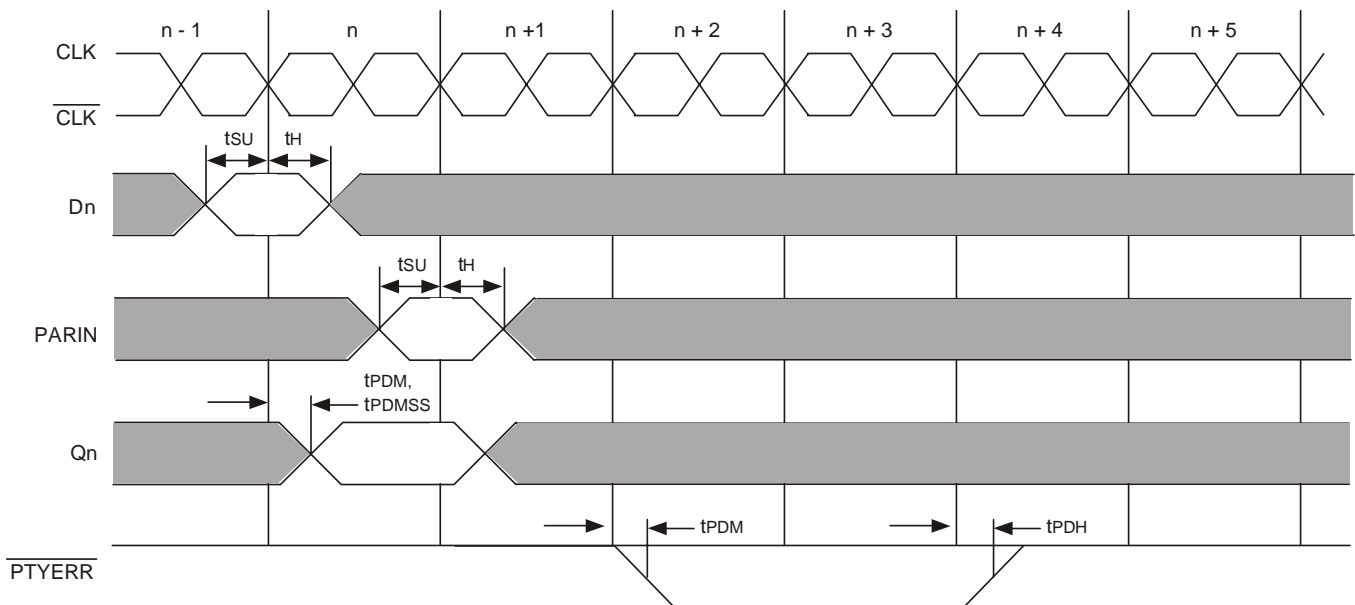 n - 1 n n +1 n + 2 n + 3 n + 4 n + 5
CLK
CLK
tSU tH
Dn
tSU tH
PARIN
tPDM,
tPDMSS
Qn
tPDM tPDH
PTYERR